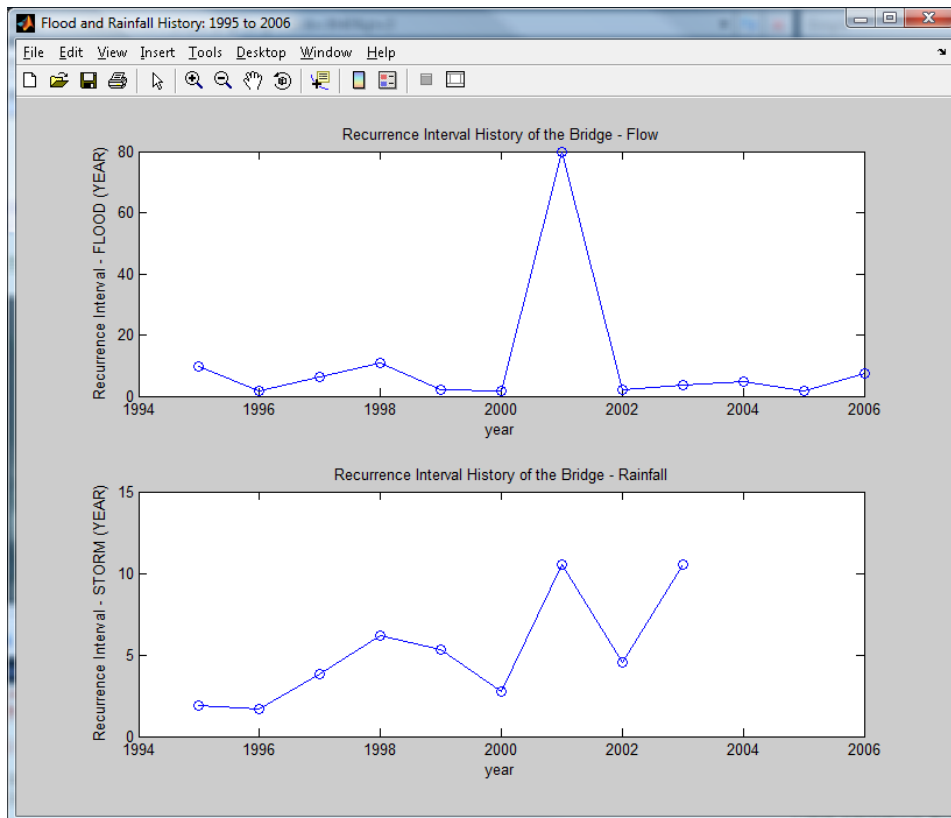 Flood and Rainfall History: 1995 to 2006
File Edit View Insert Tools Desktop Window Help
Recurrence Interval History of the Bridge - Flow
Recurrence Interval - FLOOD (YEAR)
80
60
40
20
0
1994 1996 1998 2000 2002 2004 2006
year
Recurrence Interval History of the Bridge - Rainfall
Recurrence Interval - STORM (YEAR)
15
10
5
0
1994 1996 1998 2000 2002 2004 2006
year